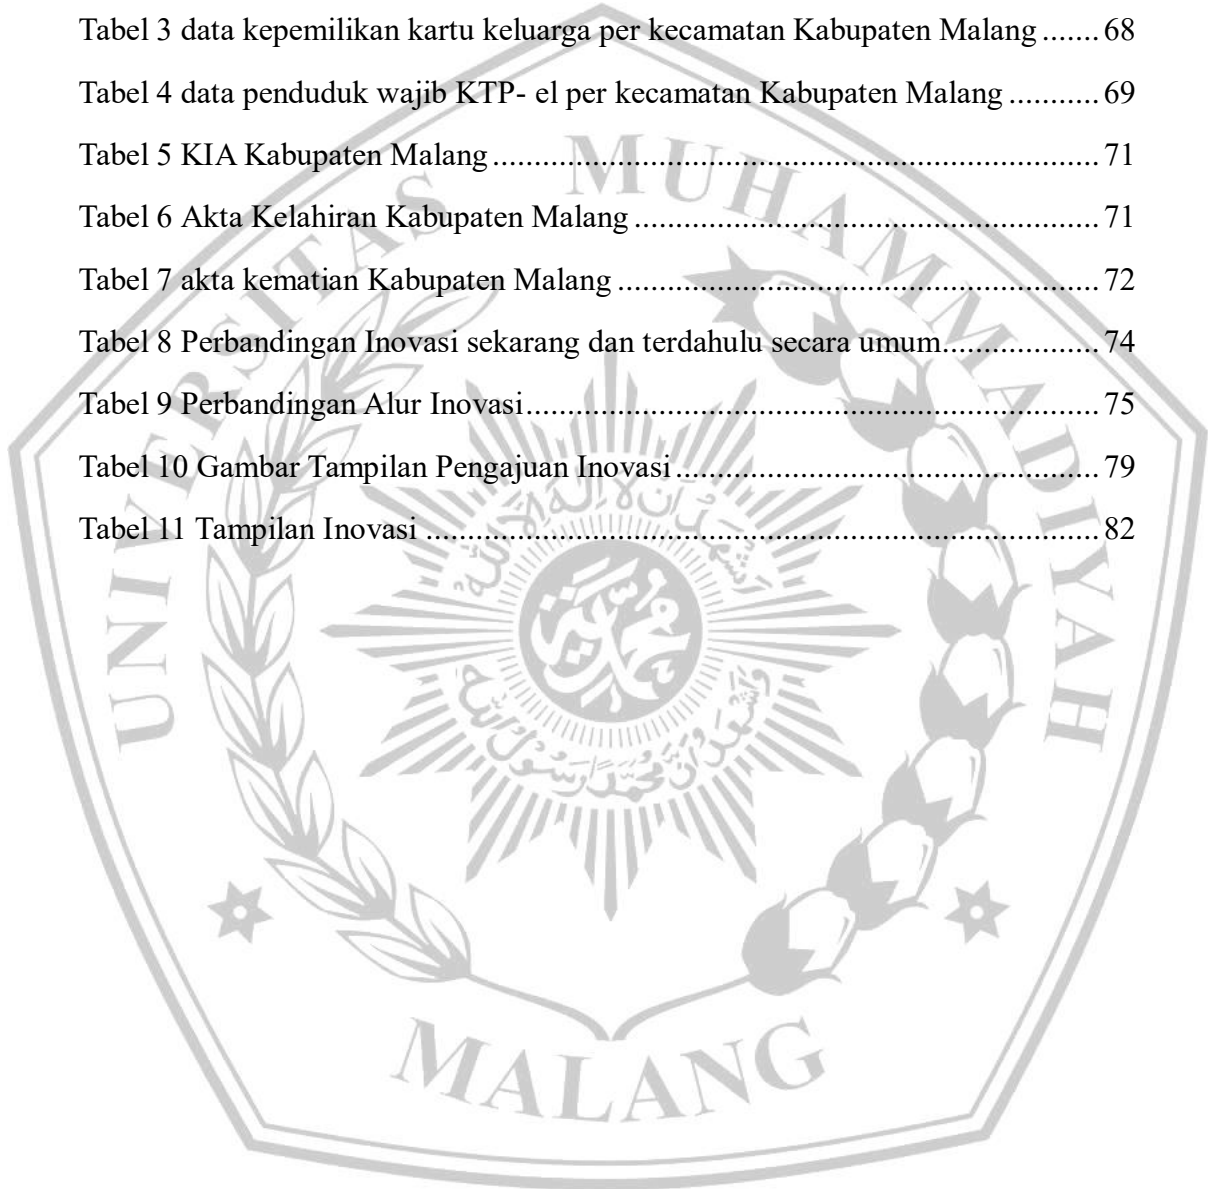 Tabel 3 data kepemilikan kartu keluarga per kecamatan Kabupaten Malang ....... 68
Tabel 4 data penduduk wajib KTP- el per kecamatan Kabupaten Malang ........... 69
Tabel 5 KIA Kabupaten Malang ......................................................................... 71
Tabel 6 Akta Kelahiran Kabupaten Malang ........................................................ 71
Tabel 7 akta kematian Kabupaten Malang .......................................................... 72
Tabel 8 Perbandingan Inovasi sekarang dan terdahulu secara umum................... 74
Tabel 9 Perbandingan Alur Inovasi..................................................................... 75
Tabel 10 Gambar Tampilan Pengajuan Inovasi ................................................... 79
Tabel 11 Tampilan Inovasi ................................................................................. 82
UNIVERSITAS MUHAMMADIYAH
MALANG